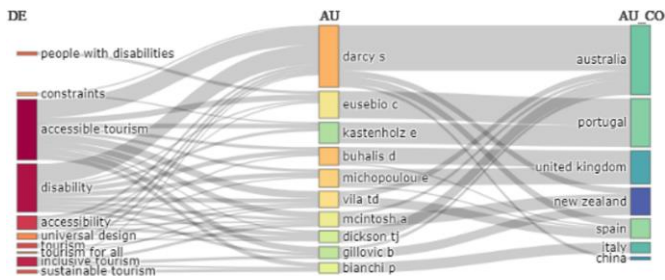 DE
AU
AU_CO
people with disabilities
constraints
accessible tourism
disability
accessibility
universal design
tourism
tourism for all
inclusive tourism
sustainable tourism
darcy s
eusebio c
kastenholz e
buhalis d
michopoulou e
vila td
mcintosh a
dickson tj
gillovic b
bianchi p
australia
portugal
united kingdom
new zealand
spain
italy
china